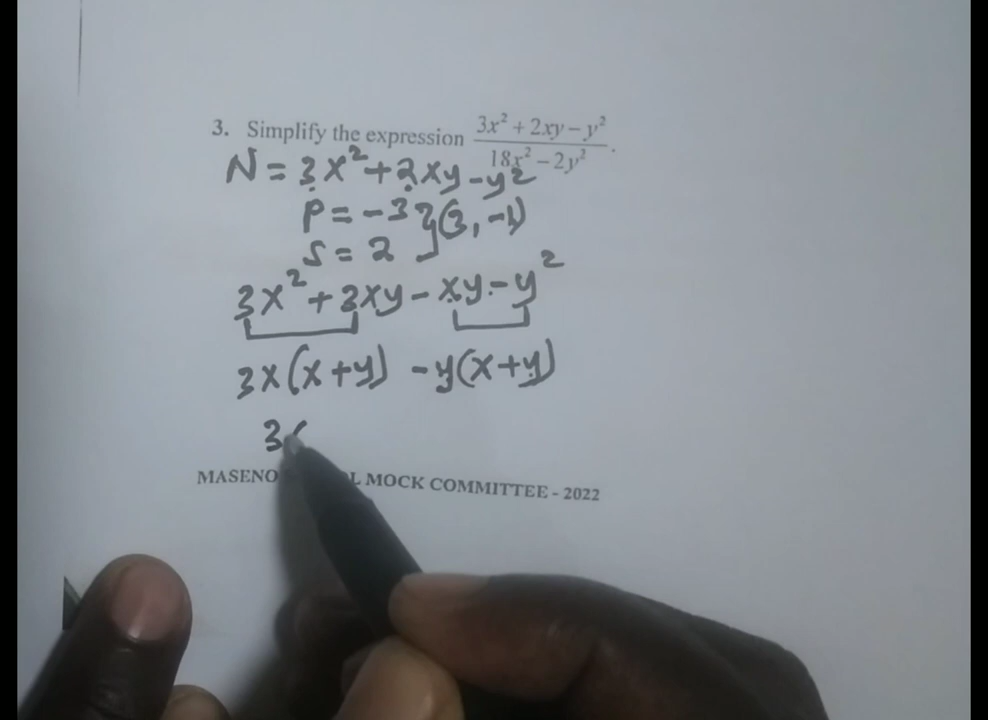 3. Simplify the expression (3x² + 2xy − y²)/(18x² − 2y²).
N = 3x² + 2xy - y²
P = -3 } (3, -1)
S = 2
3x² + 3xy - xy - y²
3x(x + y) - y(x + y)
3
MASENO L MOCK COMMITTEE - 2022